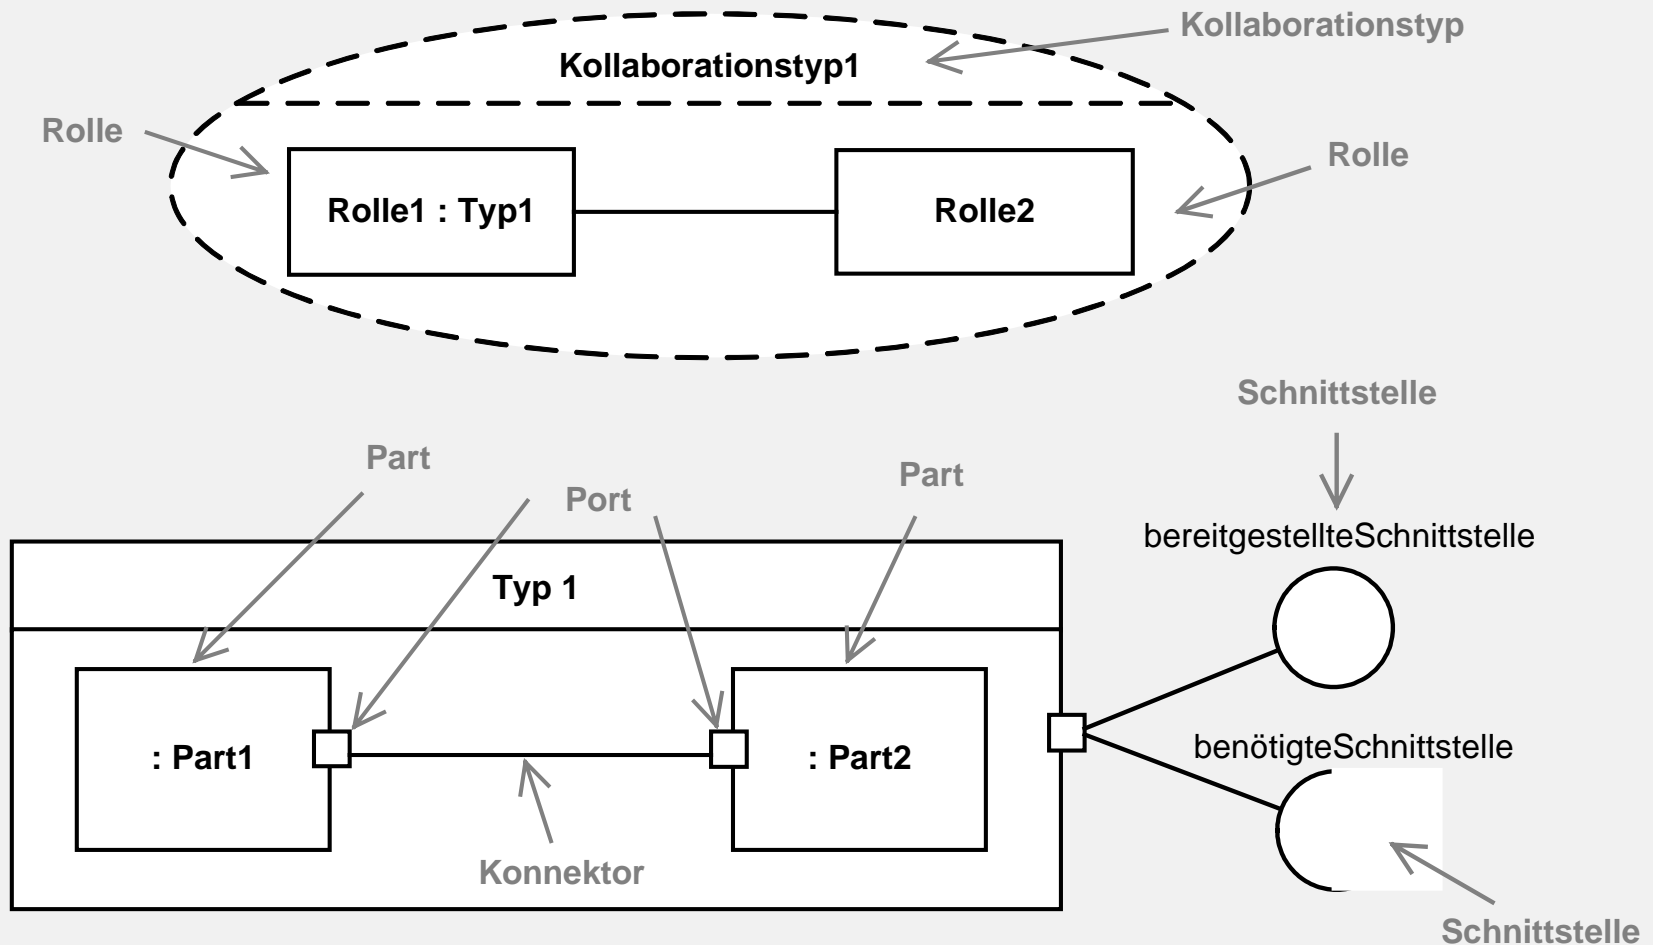 Kollaborationstyp
Kollaborationstyp1
Rolle
Rolle
Rolle1 : Typ1
Rolle2
Schnittstelle
Part
Port
Part
bereitgestellteSchnittstelle
Typ 1
: Part1
: Part2
benötigteSchnittstelle
Konnektor
Schnittstelle